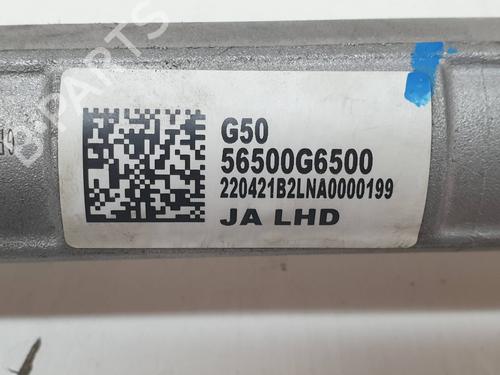 B-PARTS
G50
56500G6500
220421B2LNA0000199
JA LHD